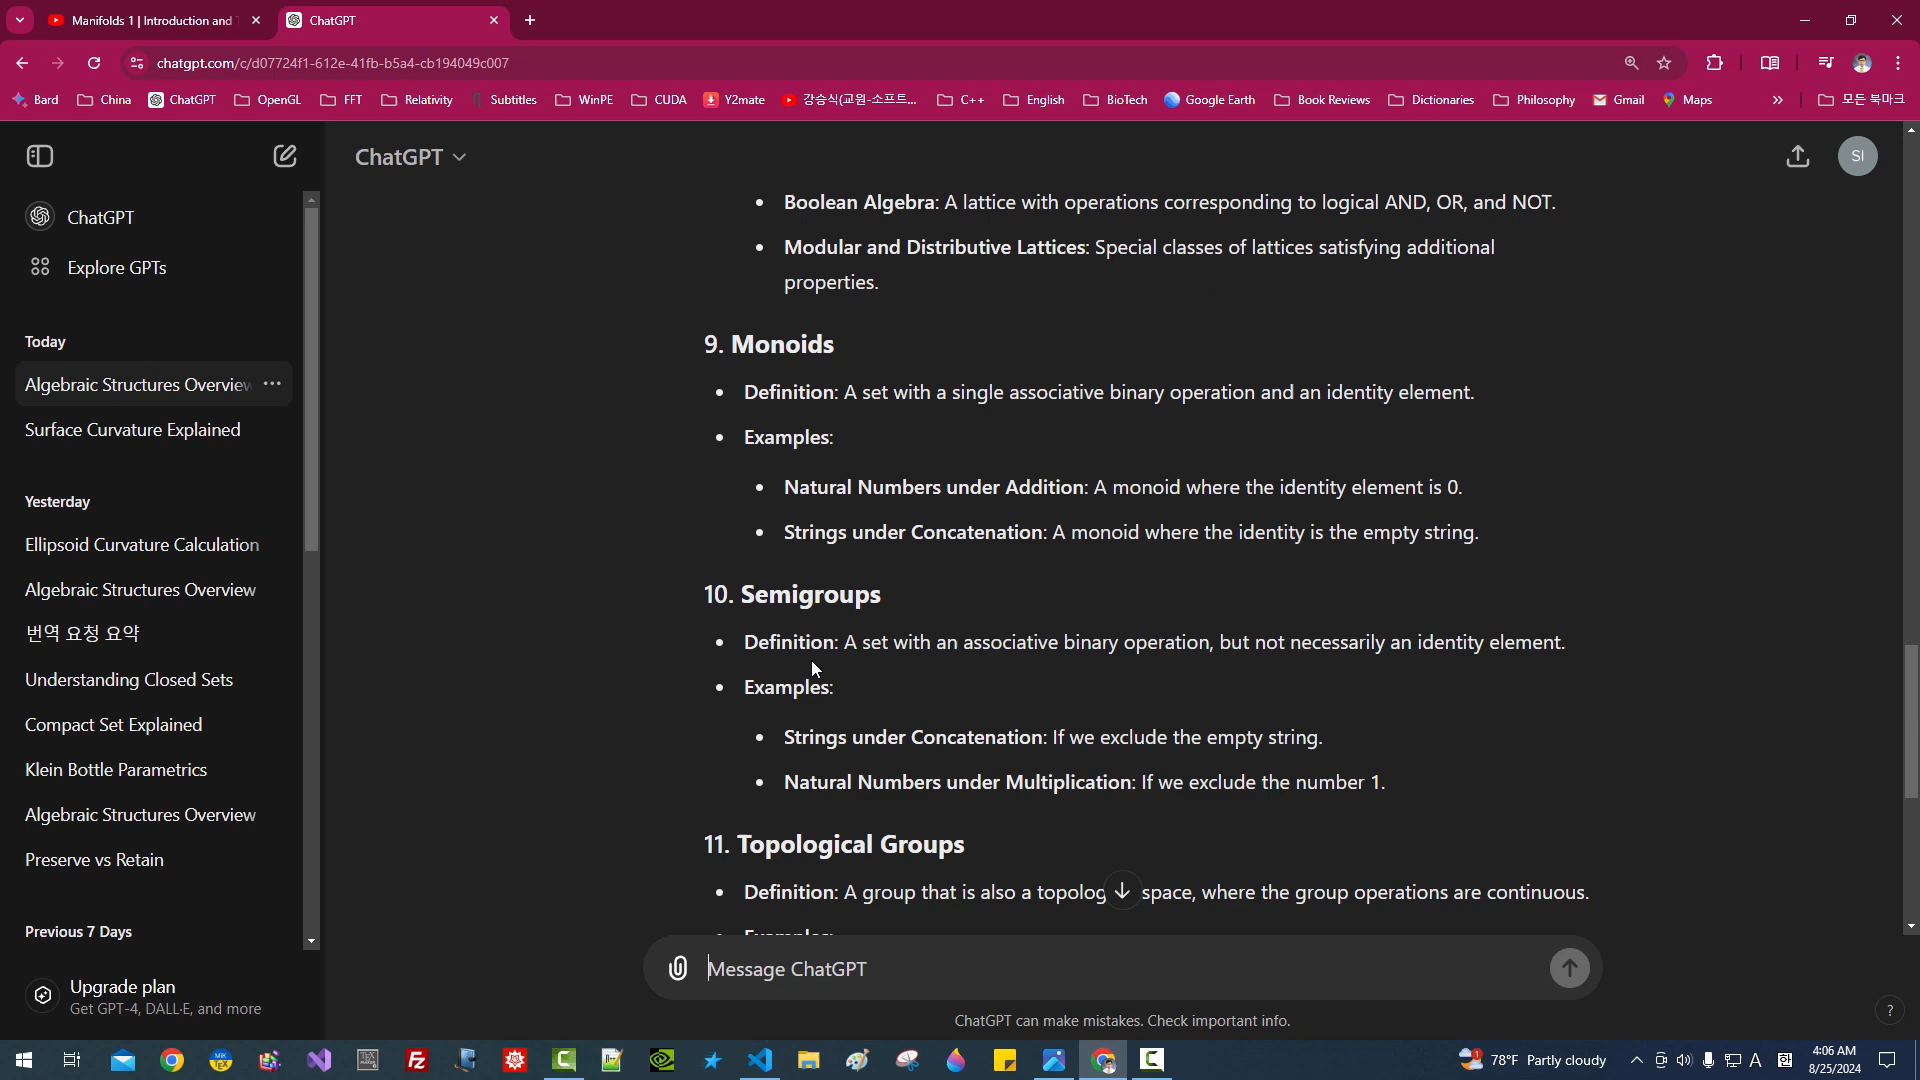 Manifolds 1 | Introduction and
ChatGPT
chatgpt.com/c/d07724f1-612e-41fb-b5a4-cb194049c007
Bard
China
ChatGPT
OpenGL
FFT
Relativity
Subtitles
WinPE
CUDA
Y2mate
강승식(교원-소프트...
C++
English
BioTech
Google Earth
Book Reviews
Dictionaries
Philosophy
Gmail
Maps
모든 북마크
ChatGPT
SI
ChatGPT
Explore GPTs
Today
Algebraic Structures Overview
Surface Curvature Explained
Yesterday
Ellipsoid Curvature Calculation
Algebraic Structures Overview
번역 요청 요약
Understanding Closed Sets
Compact Set Explained
Klein Bottle Parametrics
Algebraic Structures Overview
Preserve vs Retain
Previous 7 Days
Upgrade plan
Get GPT-4, DALL·E, and more
• Boolean Algebra: A lattice with operations corresponding to logical AND, OR, and NOT.
• Modular and Distributive Lattices: Special classes of lattices satisfying additional
properties.
9. Monoids
• Definition: A set with a single associative binary operation and an identity element.
• Examples:
• Natural Numbers under Addition: A monoid where the identity element is 0.
• Strings under Concatenation: A monoid where the identity is the empty string.
10. Semigroups
• Definition: A set with an associative binary operation, but not necessarily an identity element.
• Examples:
• Strings under Concatenation: If we exclude the empty string.
• Natural Numbers under Multiplication: If we exclude the number 1.
11. Topological Groups
• Definition: A group that is also a topolog space, where the group operations are continuous.
Message ChatGPT
ChatGPT can make mistakes. Check important info.
?
78°F Partly cloudy
A
한
4:06 AM
8/25/2024